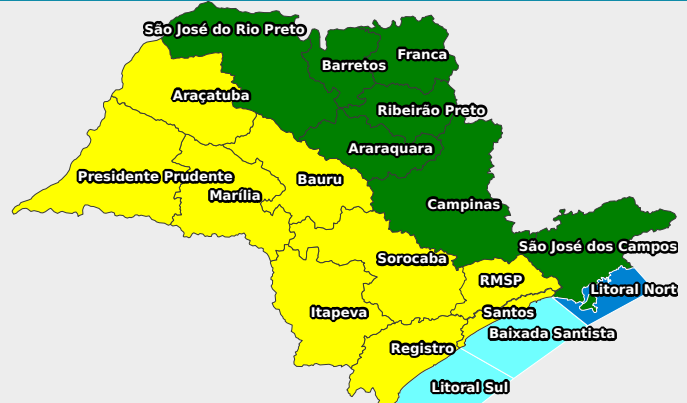 São José do Rio Preto
Franca
Barretos
Araçatuba
Ribeirão Preto
Araraquara
Presidente Prudente
Bauru
Marília
Campinas
São José dos Campos
Sorocaba
RMSP
Litoral Nort
Itapeva
Santos
Baixada Santista
Registro
Litoral Sul